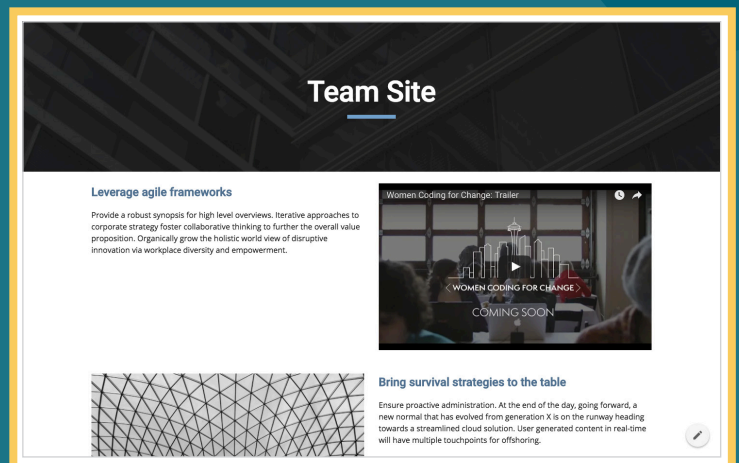 Team Site
Leverage agile frameworks
Provide a robust synopsis for high level overviews. Iterative approaches to
corporate strategy foster collaborative thinking to further the overall value
proposition. Organically grow the holistic world view of disruptive
innovation via workplace diversity and empowerment.
Women Coding for Change: Trailer
WOMEN CODING FOR CHANGE
COMING SOON
Bring survival strategies to the table
Ensure proactive administration. At the end of the day, going forward, a
new normal that has evolved from generation X is on the runway heading
towards a streamlined cloud solution. User generated content in real-time
will have multiple touchpoints for offshoring.